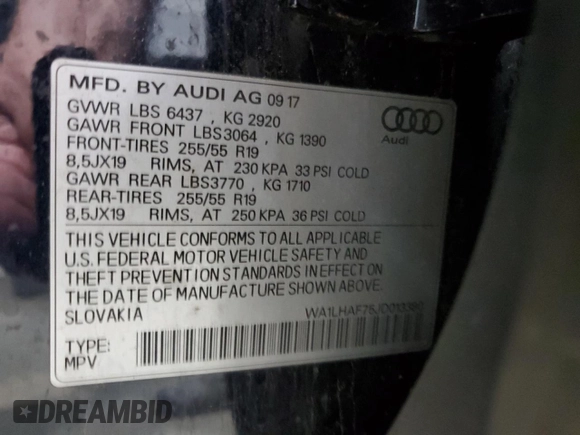 MFD. BY AUDI AG 09 17
GVWR LBS 6437 , KG 2920
GAWR FRONT LBS3064 , KG 1390
FRONT-TIRES 255/55 R19
8,5JX19 RIMS, AT 230 KPA 33 PSI COLD
GAWR REAR LBS3770 , KG 1710
REAR-TIRES 255/55 R19
8,5JX19 RIMS, AT 250 KPA 36 PSI COLD
Audi
THIS VEHICLE CONFORMS TO ALL APPLICABLE
U.S. FEDERAL MOTOR VEHICLE SAFETY AND
THEFT PREVENTION STANDARDS IN EFFECT ON
THE DATE OF MANUFACTURE SHOWN ABOVE.
SLOVAKIA
TYPE:
MPV
DREAMBID